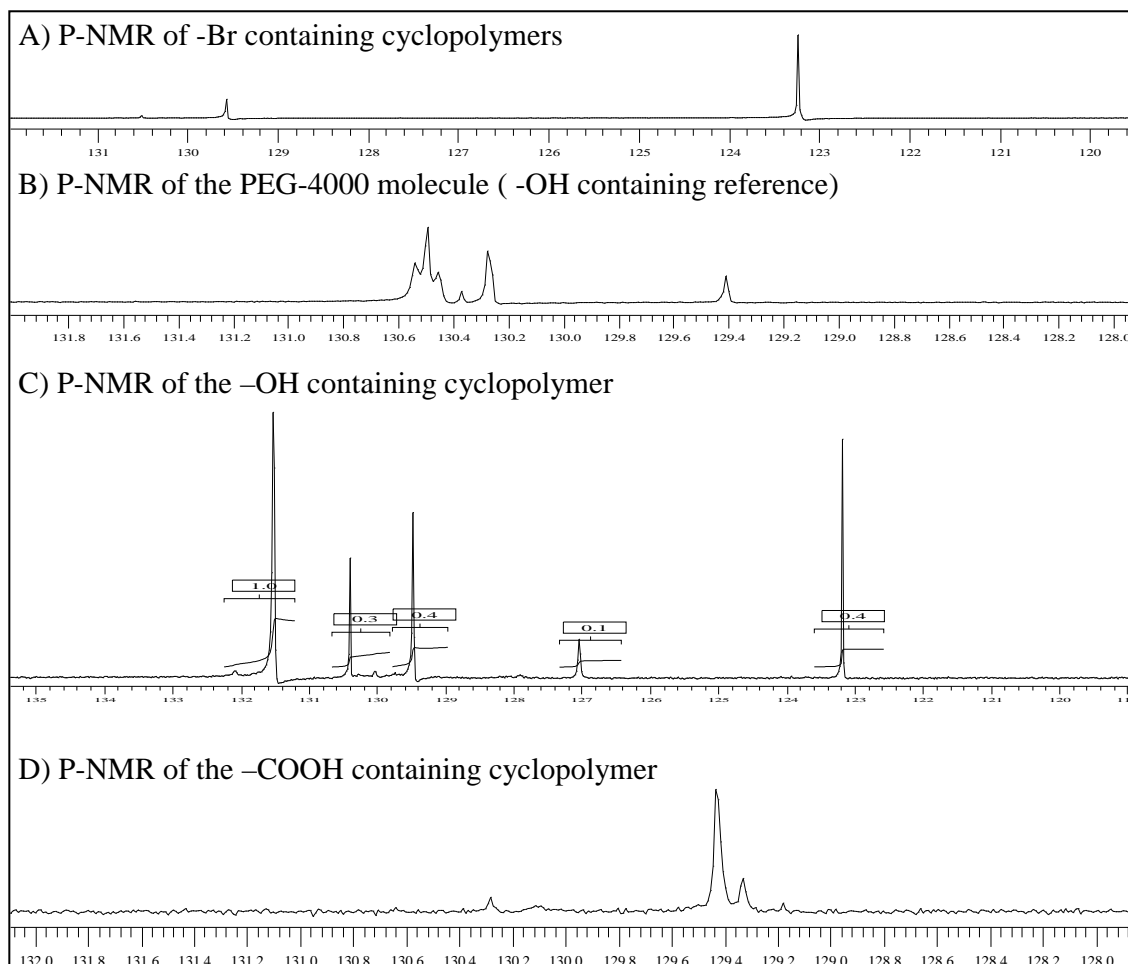 A) P-NMR of -Br containing cyclopolymers
131 130 129 128 127 126 125 124 123 122 121 120
B) P-NMR of the PEG-4000 molecule ( -OH containing reference)
131.8 131.6 131.4 131.2 131.0 130.8 130.6 130.4 130.2 130.0 129.8 129.6 129.4 129.2 129.0 128.8 128.6 128.4 128.2 128.0
C) P-NMR of the –OH containing cyclopolymer
1.0 0.3 0.4 0.1 0.4
135 134 133 132 131 130 129 128 127 126 125 124 123 122 121 120
D) P-NMR of the –COOH containing cyclopolymer
132.0 131.8 131.6 131.4 131.2 131.0 130.8 130.6 130.4 130.2 130.0 129.8 129.6 129.4 129.2 129.0 128.8 128.6 128.4 128.2 128.0